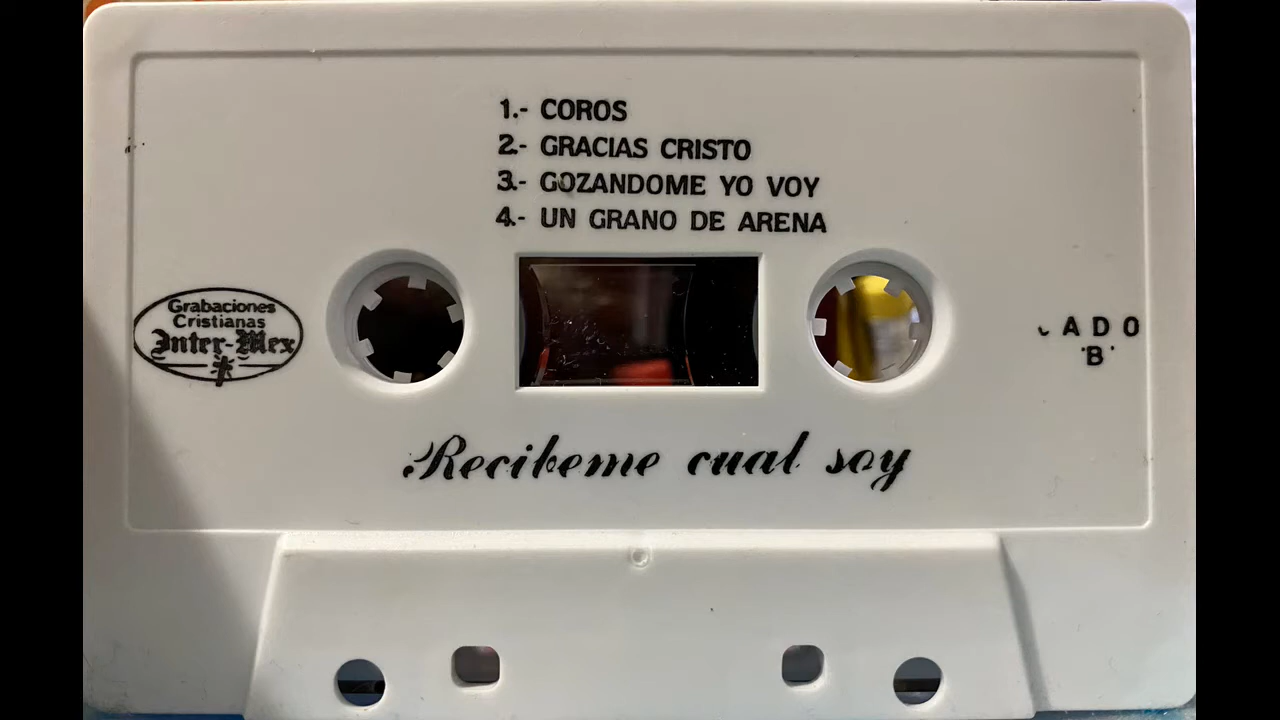 1.- COROS
2.- GRACIAS CRISTO
3.- GOZANDOME YO VOY
4.- UN GRANO DE ARENA
Grabaciones
Cristianas
Inter-Mex
LADO
'B'
Recibeme cual soy